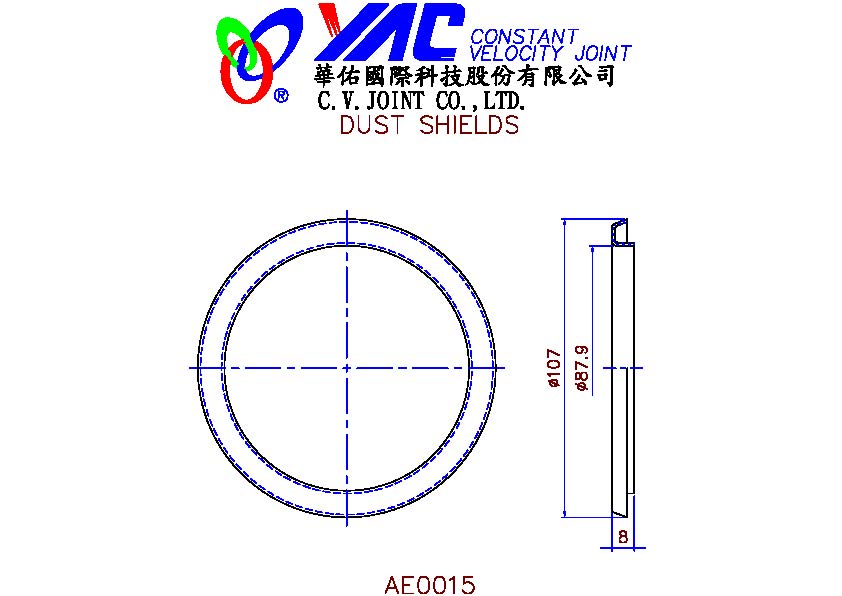 YAC CONSTANT
VELOCITY JOINT
®
華佑國際科技股份有限公司
C.V.JOINT CO.,LTD.
DUST SHIELDS
ø107
ø87.9
8
AE0015